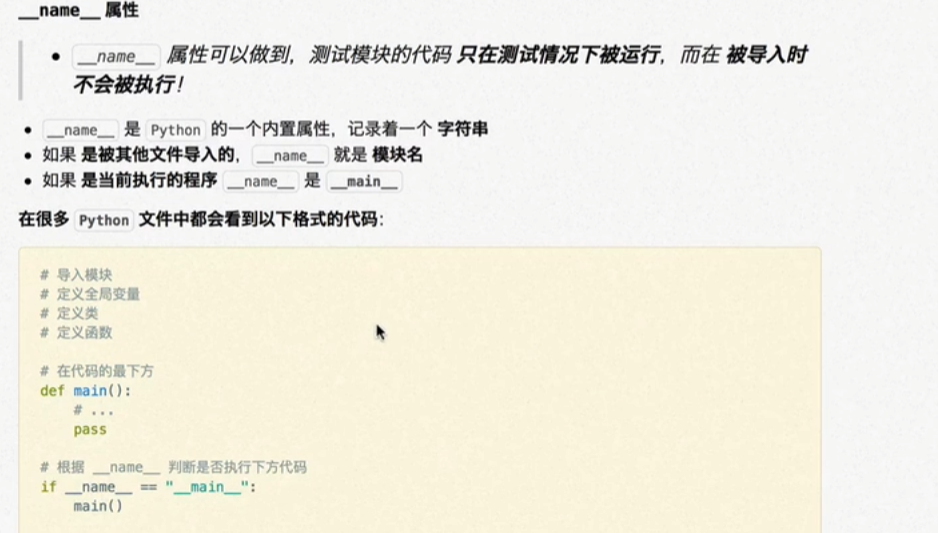 __name__ 属性
• __name__ 属性可以做到，测试模块的代码 只在测试情况下被运行，而在 被导入时
不会被执行！
• __name__ 是 Python 的一个内置属性，记录着一个 字符串
• 如果 是被其他文件导入的，__name__ 就是 模块名
• 如果 是当前执行的程序 __name__ 是 __main__
在很多 Python 文件中都会看到以下格式的代码：
# 导入模块
# 定义全局变量
# 定义类
# 定义函数
# 在代码的最下方
def main():
    # ...
    pass
# 根据 __name__ 判断是否执行下方代码
if __name__ == "__main__":
    main()